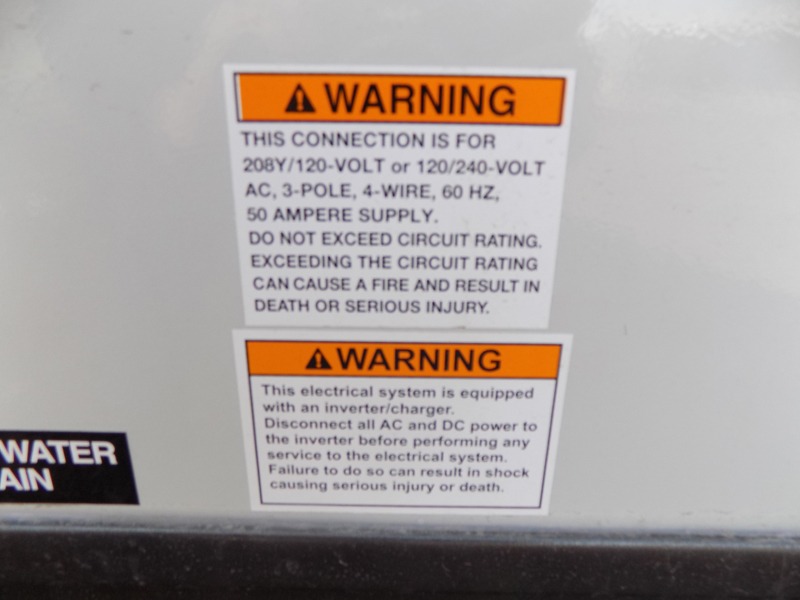 WARNING
THIS CONNECTION IS FOR
208Y/120-VOLT or 120/240-VOLT
AC, 3-POLE, 4-WIRE, 60 HZ,
50 AMPERE SUPPLY.
DO NOT EXCEED CIRCUIT RATING.
EXCEEDING THE CIRCUIT RATING
CAN CAUSE A FIRE AND RESULT IN
DEATH OR SERIOUS INJURY.
WARNING
This electrical system is equipped
with an inverter/charger.
Disconnect all AC and DC power to
the inverter before performing any
service to the electrical system.
Failure to do so can result in shock
causing serious injury or death.
WATER
AIN